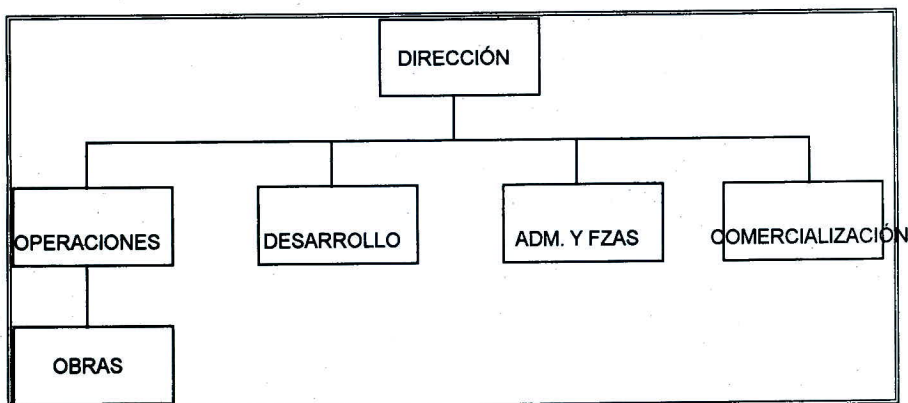 DIRECCIÓN
OPERACIONES
DESARROLLO
ADM. Y FZAS
COMERCIALIZACIÓN
OBRAS